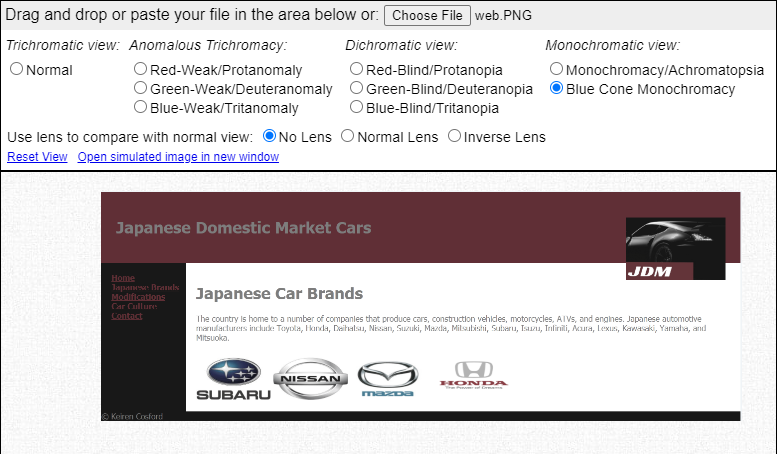 Drag and drop or paste your file in the area below or: Choose File web.PNG
Trichromatic view: Anomalous Trichromacy: Dichromatic view: Monochromatic view:
Normal Red-Weak/Protanomaly Red-Blind/Protanopia Monochromacy/Achromatopsia
Green-Weak/Deuteranomaly Green-Blind/Deuteranopia Blue Cone Monochromacy
Blue-Weak/Tritanomaly Blue-Blind/Tritanopia
Use lens to compare with normal view: No Lens Normal Lens Inverse Lens
Reset View Open simulated image in new window
Japanese Domestic Market Cars
JDM
Home
Japanese Brands
Modifications
Car Culture
Contact
Japanese Car Brands
The country is home to a number of companies that produce cars, construction vehicles, motorcycles, ATVs, and engines. Japanese automotive
manufacturers include Toyota, Honda, Daihatsu, Nissan, Suzuki, Mazda, Mitsubishi, Subaru, Isuzu, Infiniti, Acura, Lexus, Kawasaki, Yamaha, and
Mitsuoka.
SUBARU NISSAN mazda HONDA
The Power of Dreams
© Keiren Cosford